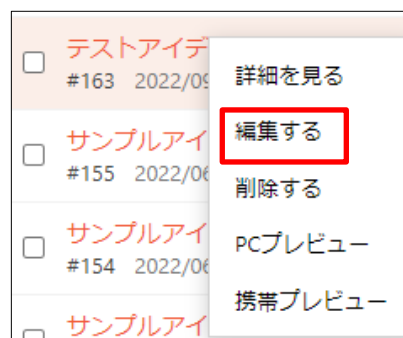 テストアイデ
#163 2022/09
サンプルアイ
#155 2022/06
サンプルアイ
#154 2022/06
サンプルアイ
詳細を見る
編集する
削除する
PCプレビュー
携帯プレビュー